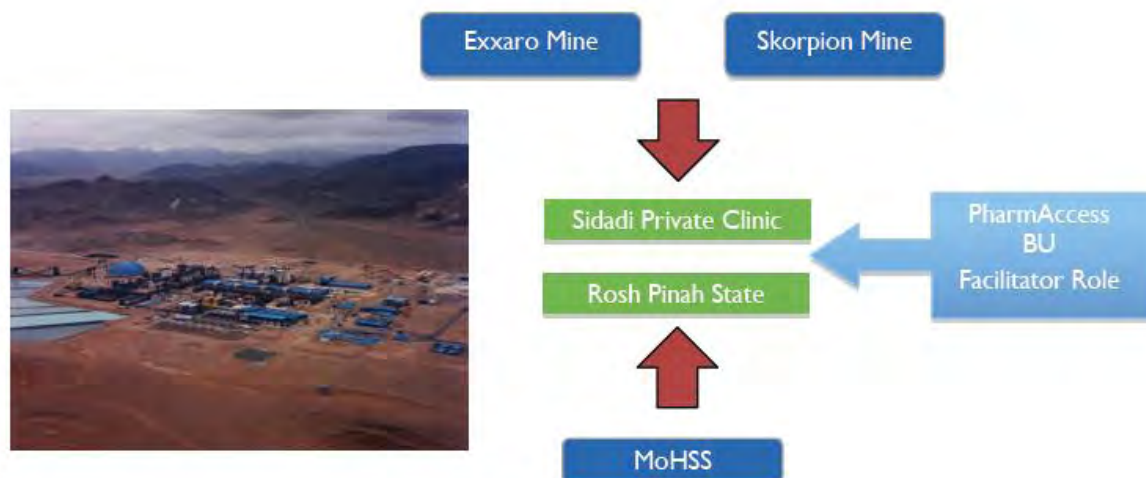 Exxaro Mine
Skorpion Mine
Sidadi Private Clinic
Rosh Pinah State
PharmAccess
BU
Facilitator Role
MoHSS